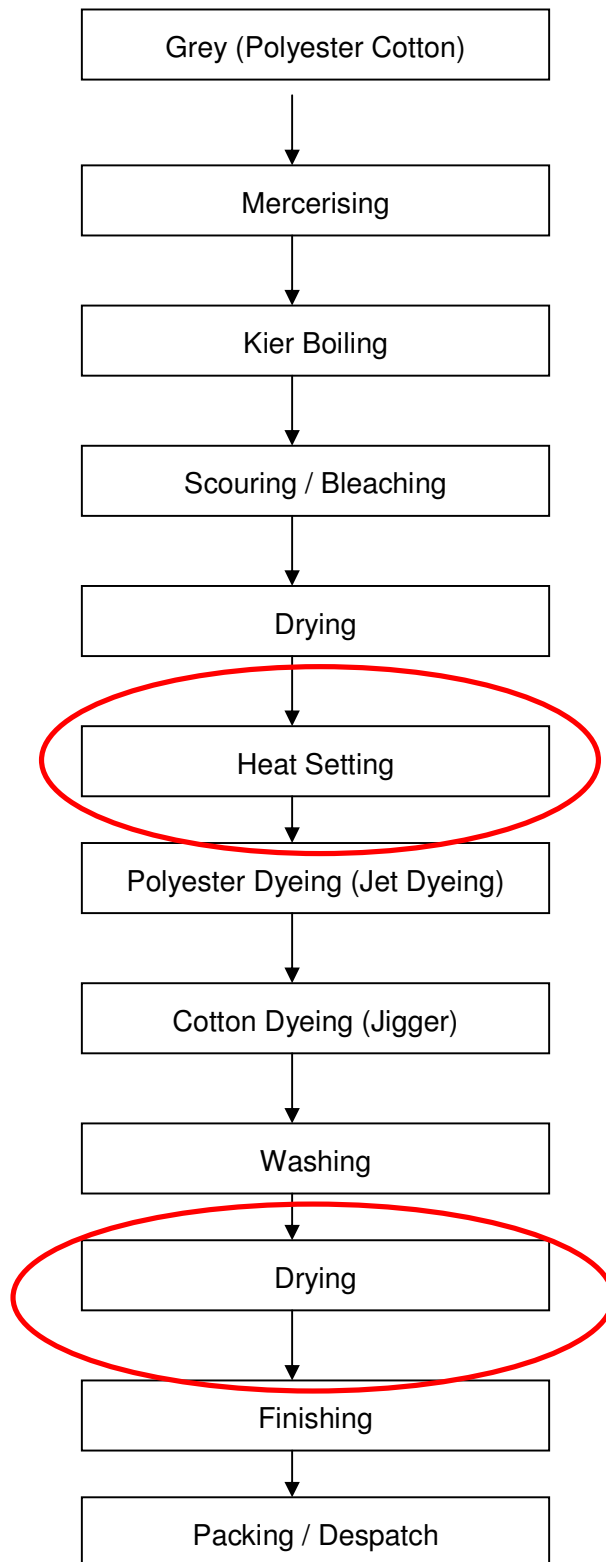 Grey (Polyester Cotton)
Mercerising
Kier Boiling
Scouring / Bleaching
Drying
Heat Setting
Polyester Dyeing (Jet Dyeing)
Cotton Dyeing (Jigger)
Washing
Drying
Finishing
Packing / Despatch